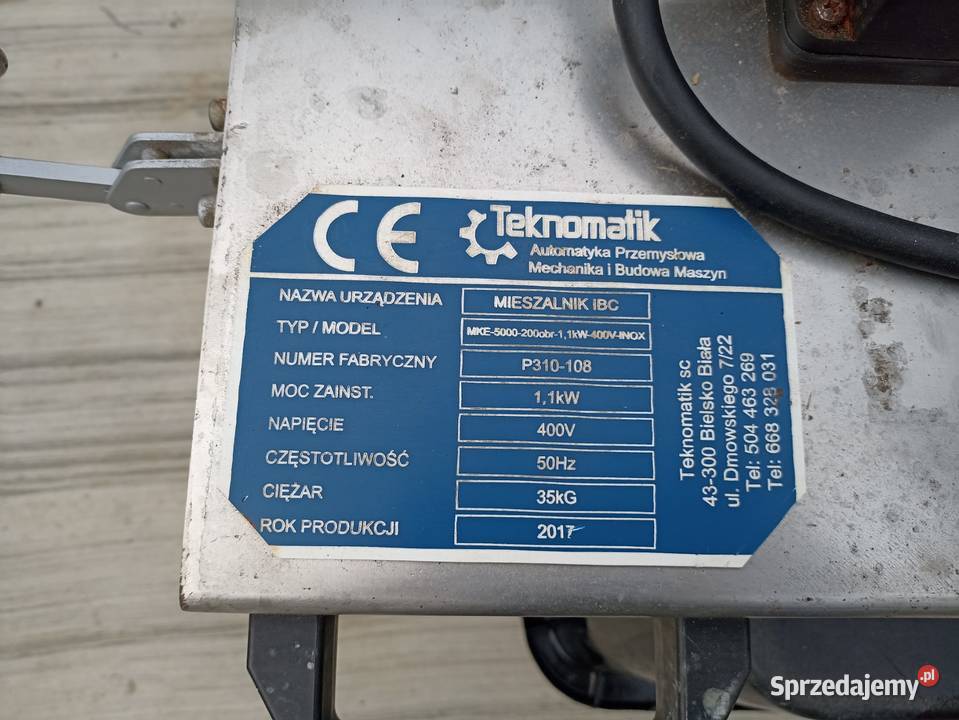 CE Teknomatik
Automatyka Przemysłowa
Mechanika i Budowa Maszyn
NAZWA URZĄDZENIA MIESZALNIK IBC
TYP / MODEL MKE-5000-200obr-1,1kW-400V-INOX
NUMER FABRYCZNY P310-108
MOC ZAINST. 1,1kW
NAPIĘCIE 400V
CZĘSTOTLIWOŚĆ 50Hz
CIĘŻAR 35kG
ROK PRODUKCJI 2017
Teknomatik sc
43-300 Bielsko Biała
ul. Dmowskiego 7/22
Tel: 504 463 269
Tel: 668 328 031
Sprzedajemy.pl